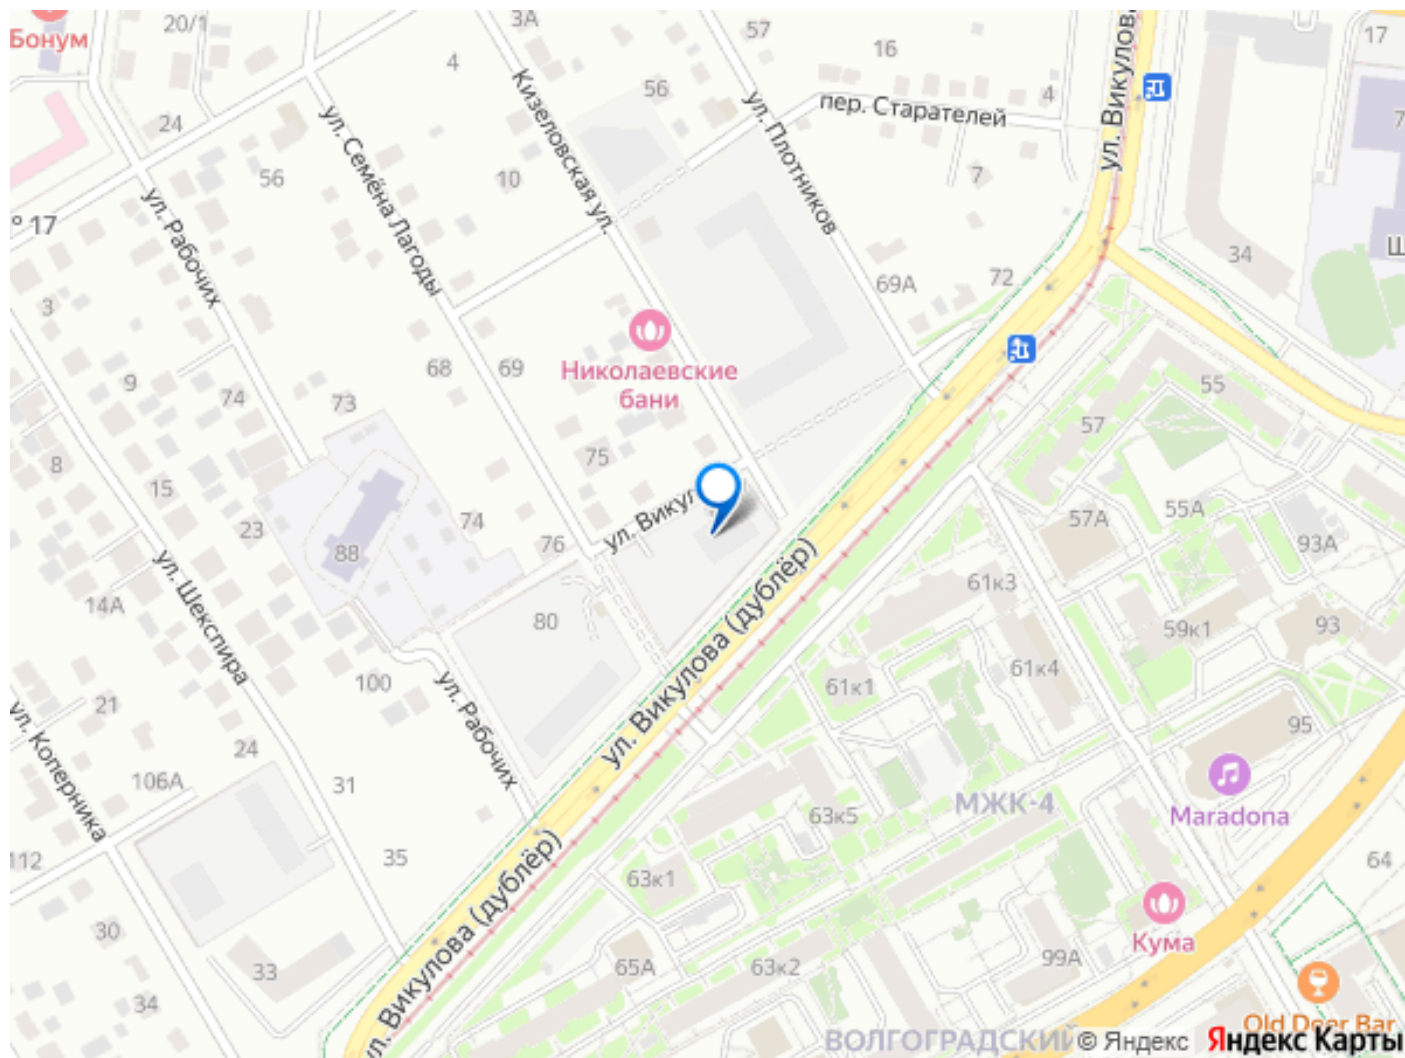 Бонум
20/1
3А
57
17
4
16
56
4
пер. Старателей
ул. Викулова
24
Кизеловская ул.
ул. Плотников
ул. Семёна Лагоды
10
56
7
° 17
ул. Рабочих
34
Ш
3
69А
72
Николаевские
бани
68
69
9
74
73
55
57
8
75
15
23
88
74
76
ул. Викул
57А
55А
93А
14А
ул. Шекспира
80
61к3
59к1
93
100
61к4
61к1
21
ул. Рабочих
ул. Викулова (дублёр)
24
95
ул. Коперника
106А
31
63к5
МЖК-4
Maradona
112
35
63к1
64
30
ул. Викулова (дублёр)
Кума
33
65А
63к2
99А
34
Old Deer Bar
ВОЛГОГРАДСКИЙ
© Яндекс Яндекс Карты